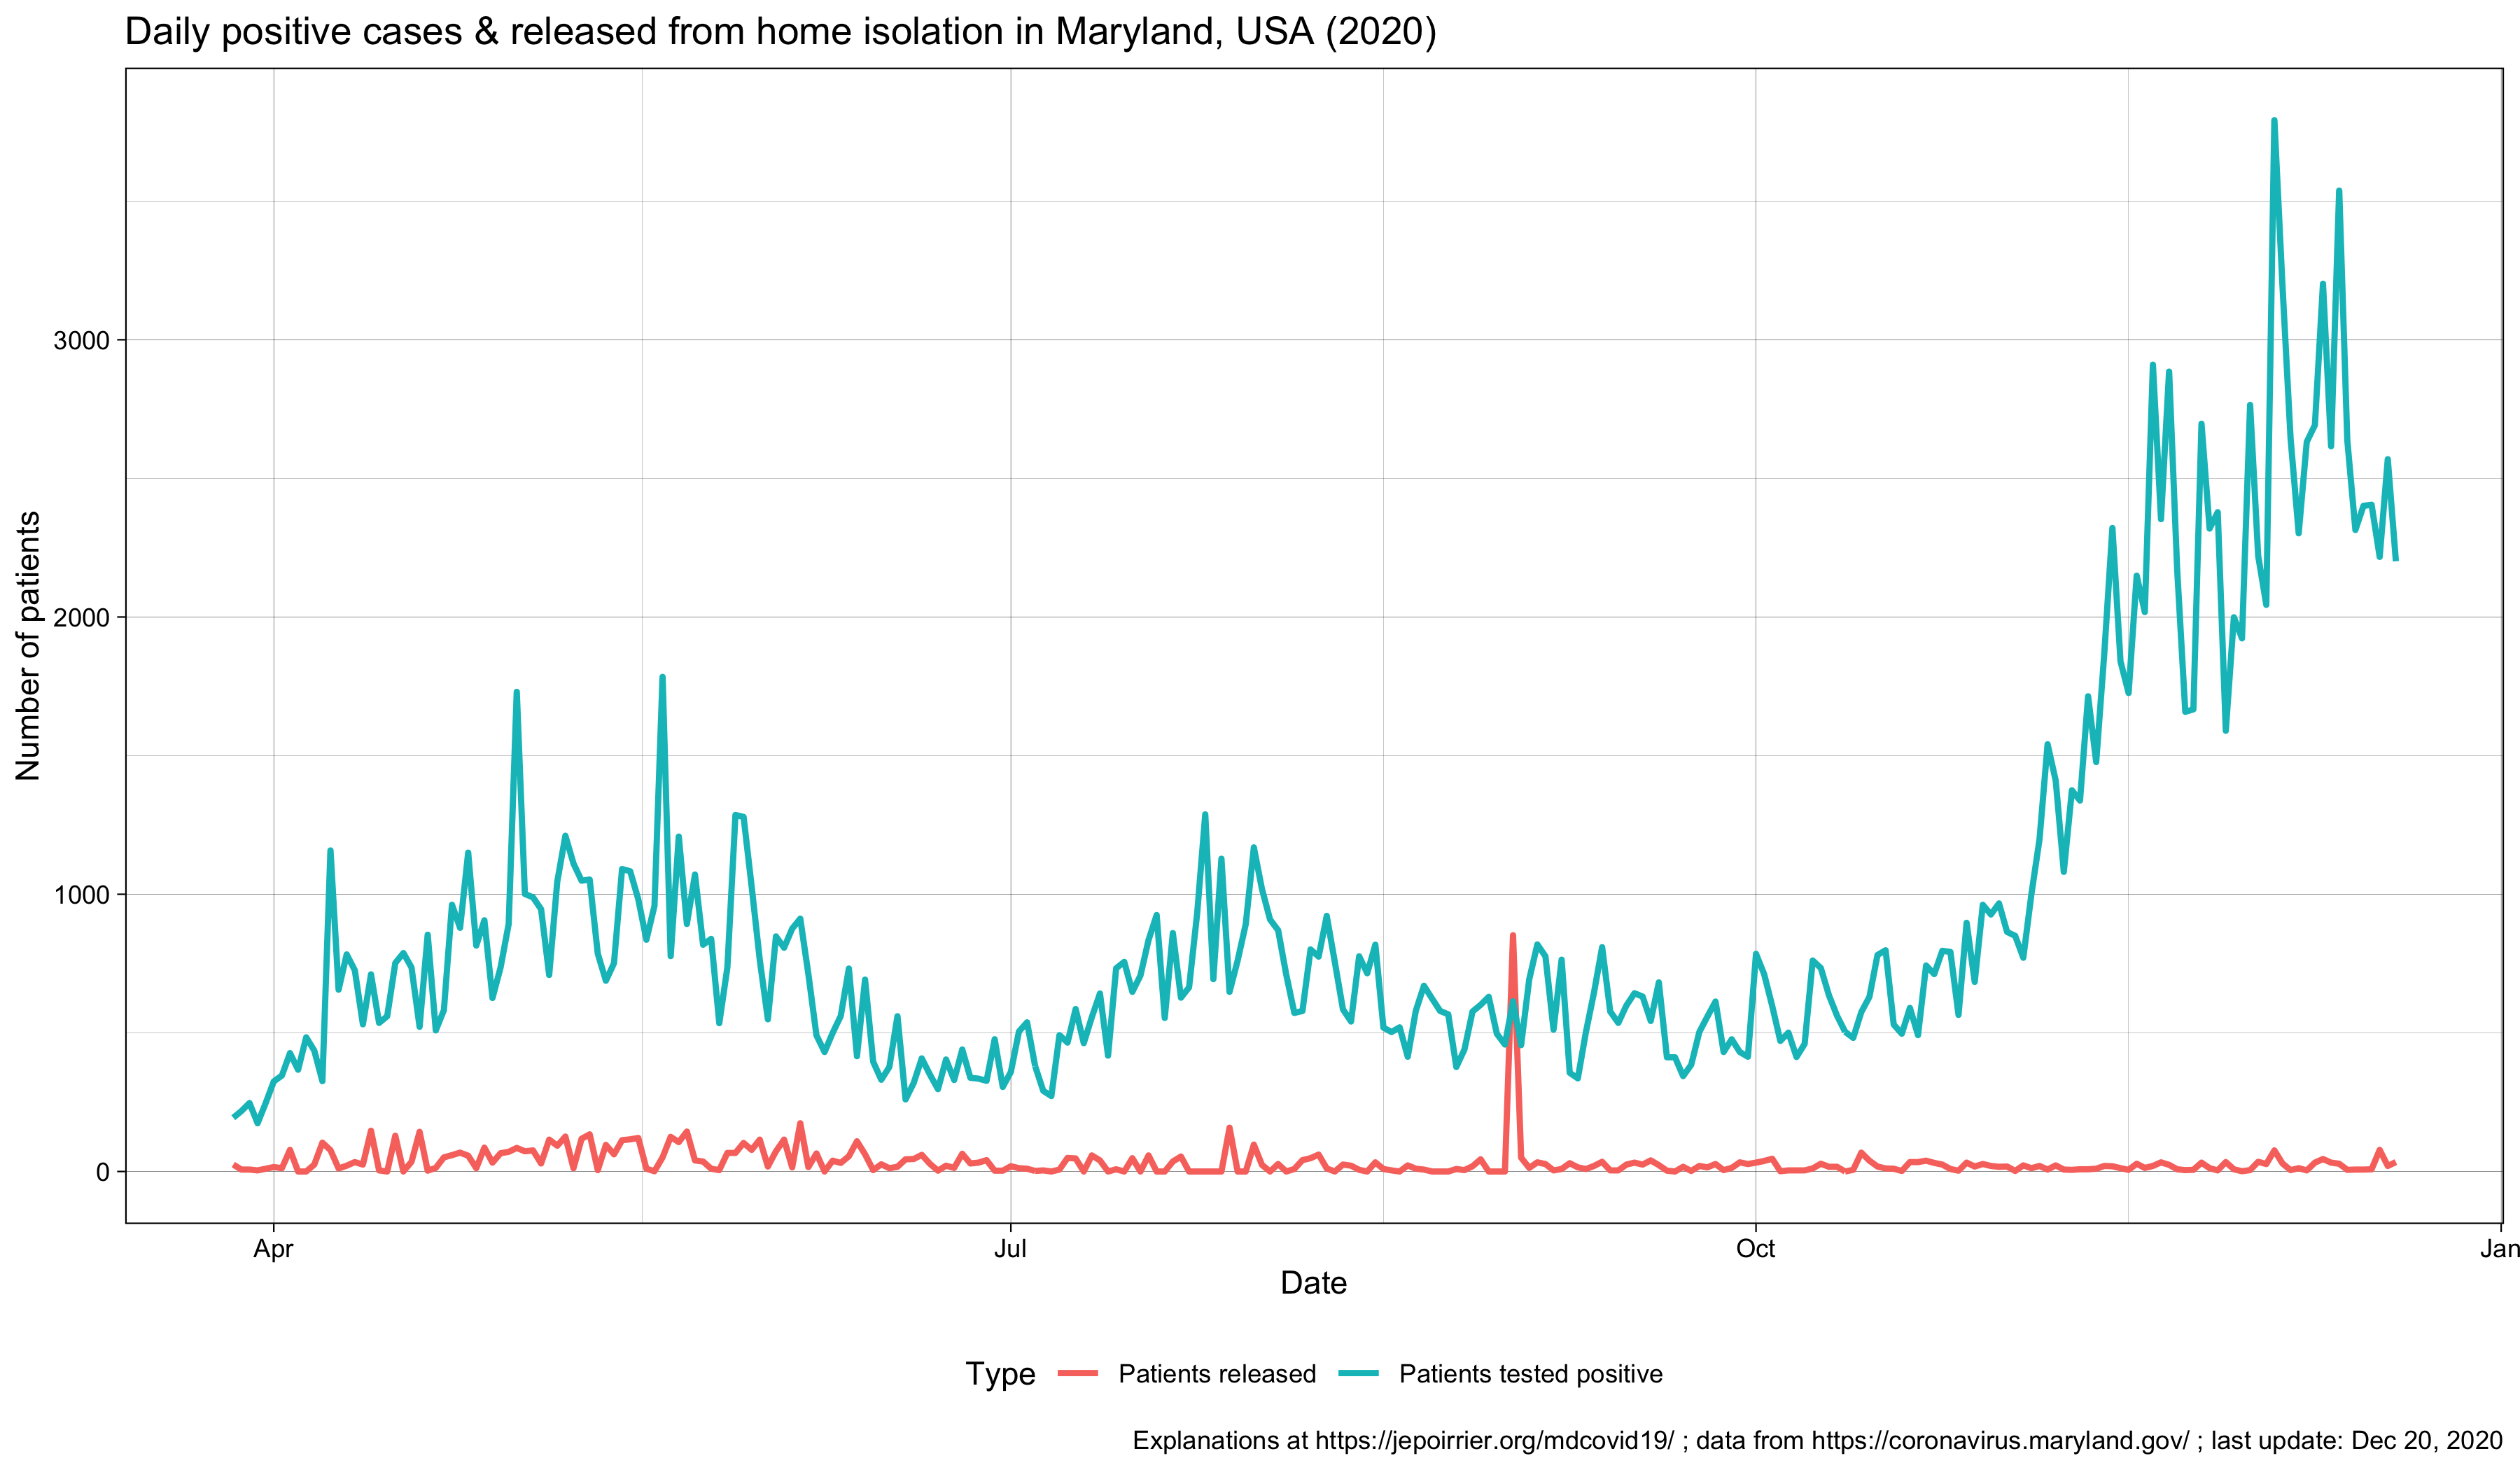 Daily positive cases & released from home isolation in Maryland, USA (2020)
Number of patients
3000
2000
1000
0
Apr
Jul
Oct
Jan
Date
Type
Patients released
Patients tested positive
Explanations at https://jepoirrier.org/mdcovid19/ ; data from https://coronavirus.maryland.gov/ ; last update: Dec 20, 2020